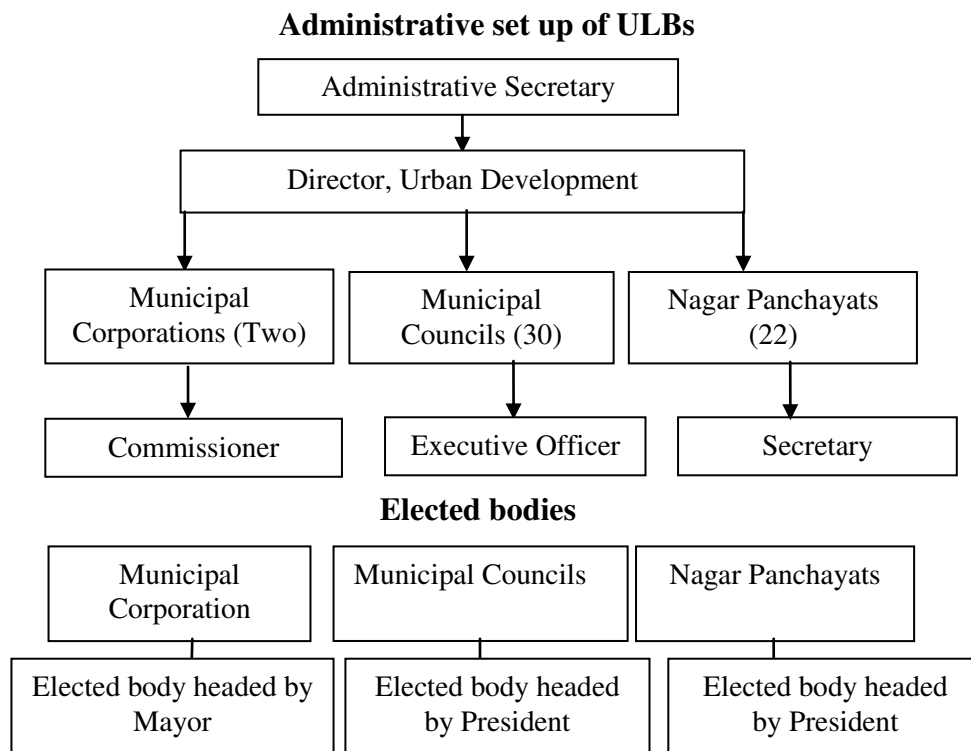 Administrative set up of ULBs
Administrative Secretary
Director, Urban Development
Municipal
Corporations (Two)
Municipal
Councils (30)
Nagar Panchayats
(22)
Commissioner
Executive Officer
Secretary
Elected bodies
Municipal
Corporation
Municipal Councils
Nagar Panchayats
Elected body headed by
Mayor
Elected body headed
by President
Elected body headed
by President